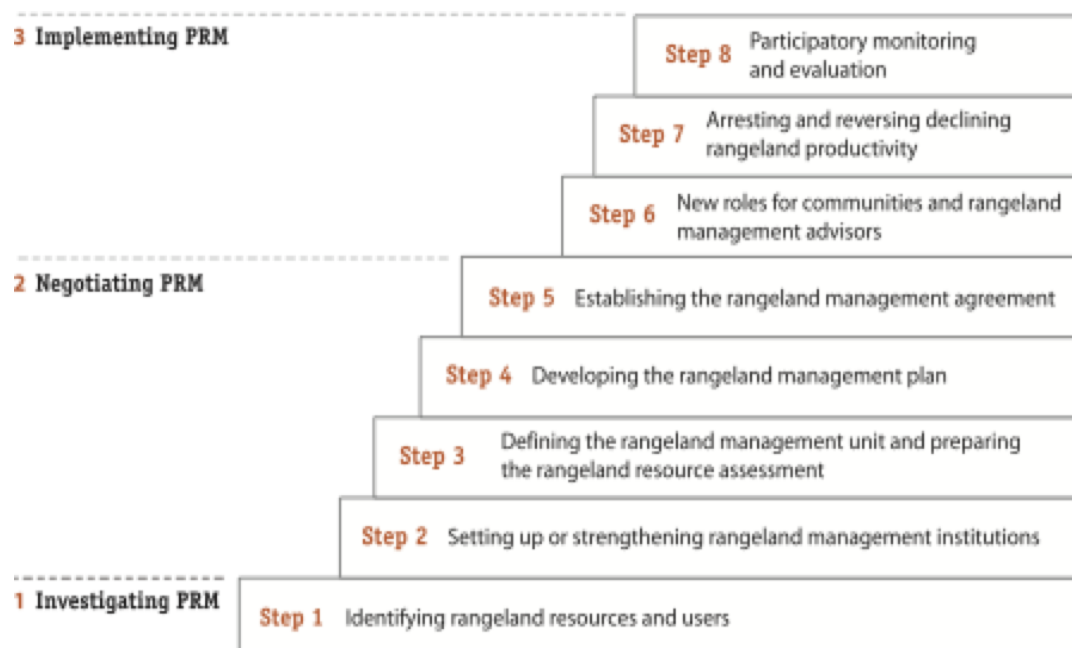 3 Implementing PRM
Step 8 Participatory monitoring
and evaluation
Step 7 Arresting and reversing declining
rangeland productivity
Step 6 New roles for communities and rangeland
management advisors
2 Negotiating PRM
Step 5 Establishing the rangeland management agreement
Step 4 Developing the rangeland management plan
Step 3 Defining the rangeland management unit and preparing
the rangeland resource assessment
Step 2 Setting up or strengthening rangeland management institutions
1 Investigating PRM
Step 1 Identifying rangeland resources and users